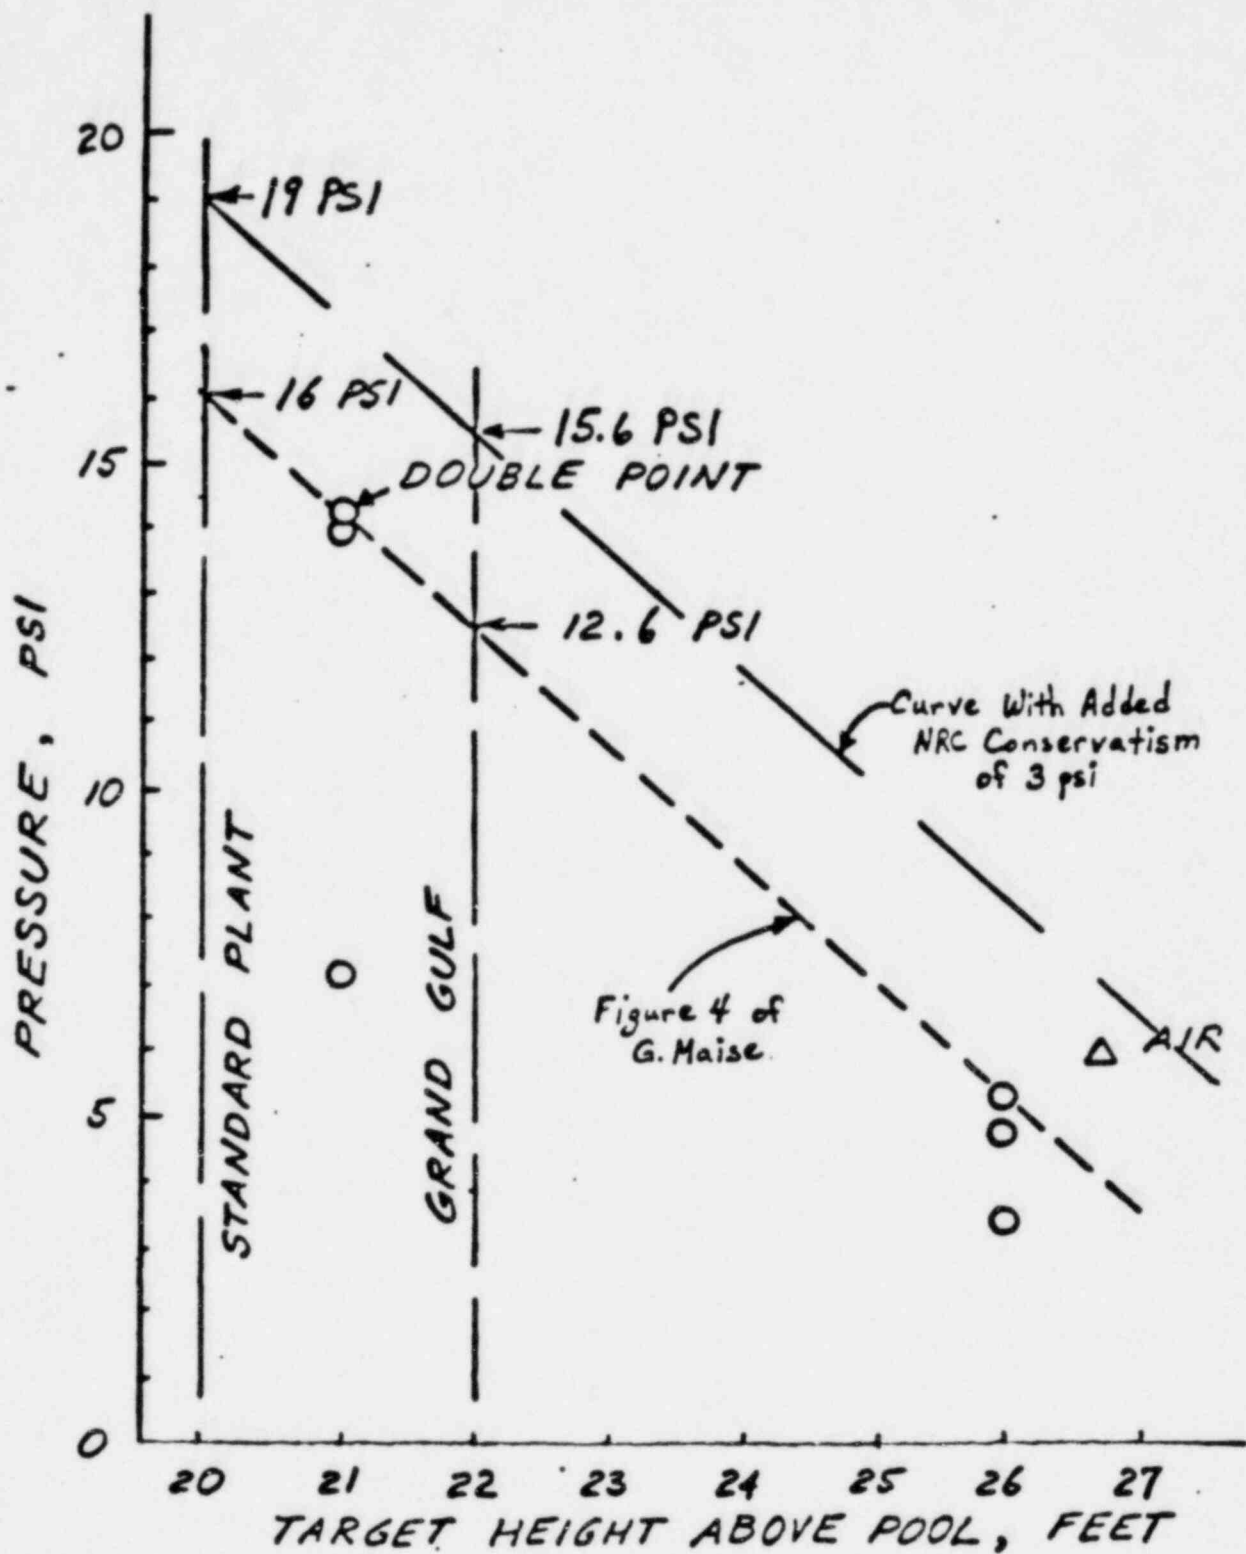 20
19 PSI
16 PSI
15.6 PSI
15
DOUBLE POINT
12.6 PSI
PRESSURE, PSI
Curve With Added
NRC Conservatism
of 3 psi
10
STANDARD PLANT
GRAND GULF
Figure 4 of
G. Maise
AIR
5
0
20 21 22 23 24 25 26 27
TARGET HEIGHT ABOVE POOL, FEET